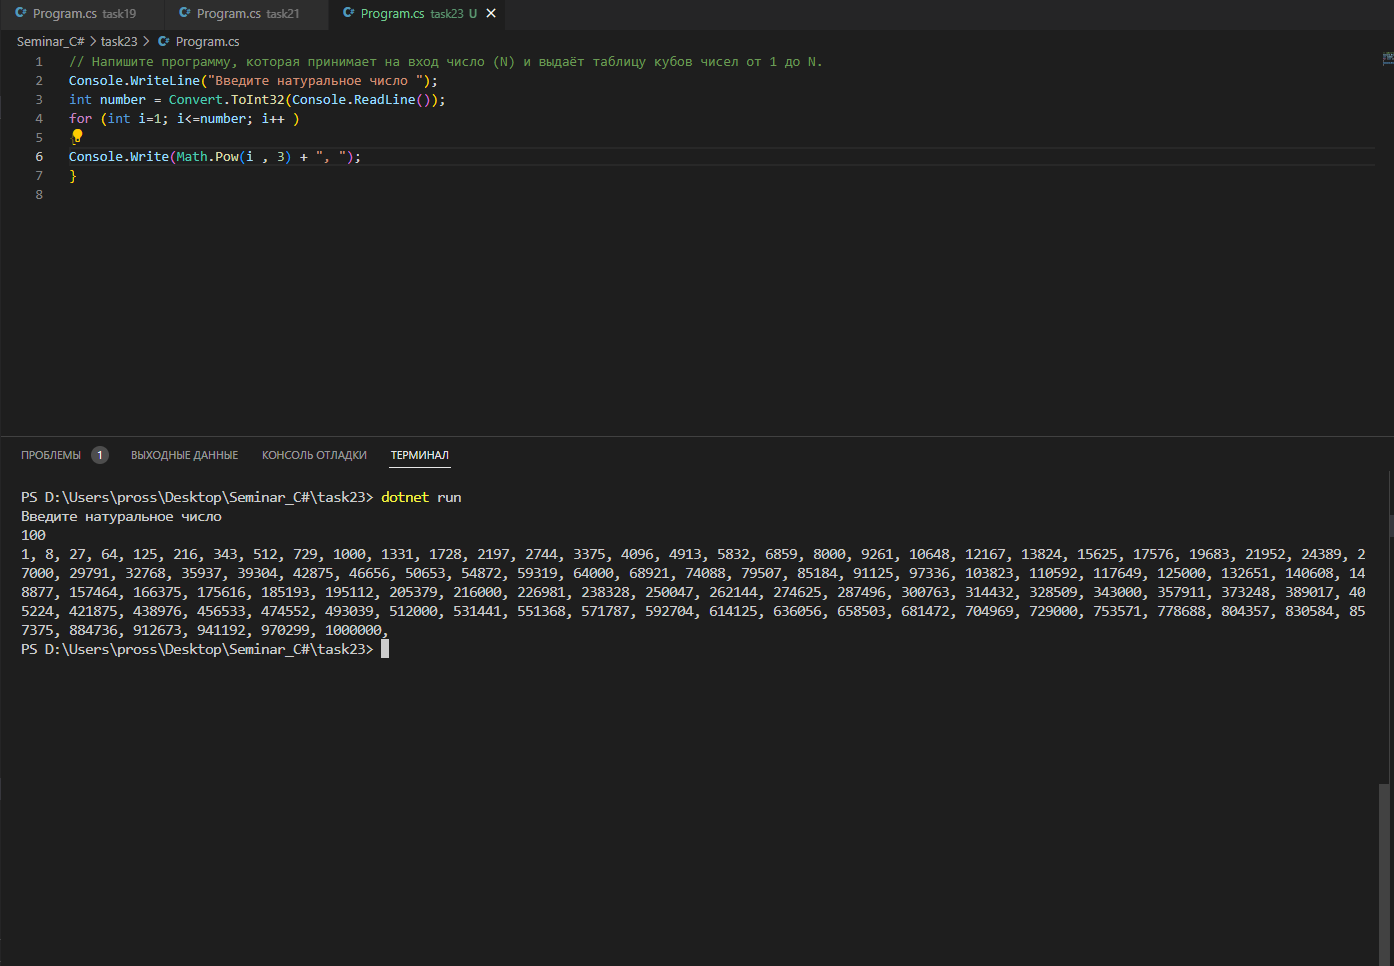 Program.cs task19 Program.cs task21 Program.cs task23 U
Seminar_C# > task23 > Program.cs
1 // Напишите программу, которая принимает на вход число (N) и выдаёт таблицу кубов чисел от 1 до N.
2 Console.WriteLine("Введите натуральное число ");
3 int number = Convert.ToInt32(Console.ReadLine());
4 for (int i=1; i<=number; i++ )
5 {
6 Console.Write(Math.Pow(i , 3) + ", ");
7 }
8
ПРОБЛЕМЫ 1 ВЫХОДНЫЕ ДАННЫЕ КОНСОЛЬ ОТЛАДКИ ТЕРМИНАЛ
PS D:\Users\pross\Desktop\Seminar_C#\task23> dotnet run
Введите натуральное число
100
1, 8, 27, 64, 125, 216, 343, 512, 729, 1000, 1331, 1728, 2197, 2744, 3375, 4096, 4913, 5832, 6859, 8000, 9261, 10648, 12167, 13824, 15625, 17576, 19683, 21952, 24389, 2
7000, 29791, 32768, 35937, 39304, 42875, 46656, 50653, 54872, 59319, 64000, 68921, 74088, 79507, 85184, 91125, 97336, 103823, 110592, 117649, 125000, 132651, 140608, 14
8877, 157464, 166375, 175616, 185193, 195112, 205379, 216000, 226981, 238328, 250047, 262144, 274625, 287496, 300763, 314432, 328509, 343000, 357911, 373248, 389017, 40
5224, 421875, 438976, 456533, 474552, 493039, 512000, 531441, 551368, 571787, 592704, 614125, 636056, 658503, 681472, 704969, 729000, 753571, 778688, 804357, 830584, 85
7375, 884736, 912673, 941192, 970299, 1000000,
PS D:\Users\pross\Desktop\Seminar_C#\task23>